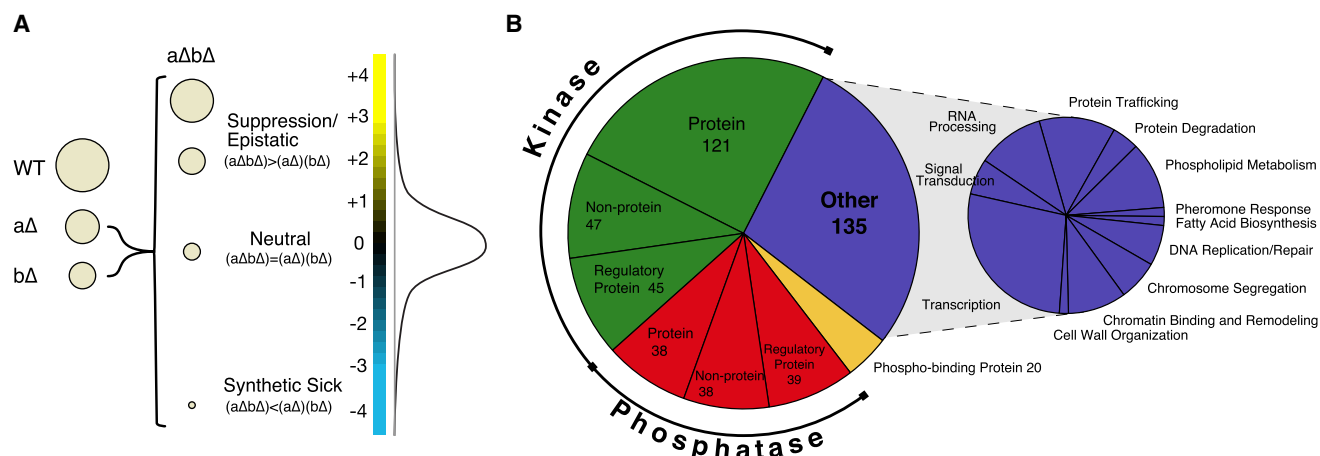 A
aΔbΔ
WT
aΔ
bΔ
Suppression/
Epistatic
(aΔbΔ)>(aΔ)(bΔ)
Neutral
(aΔbΔ)=(aΔ)(bΔ)
Synthetic Sick
(aΔbΔ)<(aΔ)(bΔ)
+4
+3
+2
+1
0
-1
-2
-3
-4
B
Kinase
Protein
121
Non-protein
47
Regulatory
Protein 45
Protein
38
Non-protein
38
Regulatory
Protein
39
Phosphatase
Other
135
Phospho-binding Protein 20
RNA
Processing
Signal
Transduction
Transcription
Protein Trafficking
Protein Degradation
Phospholipid Metabolism
Pheromone Response
Fatty Acid Biosynthesis
DNA Replication/Repair
Chromosome Segregation
Chromatin Binding and Remodeling
Cell Wall Organization